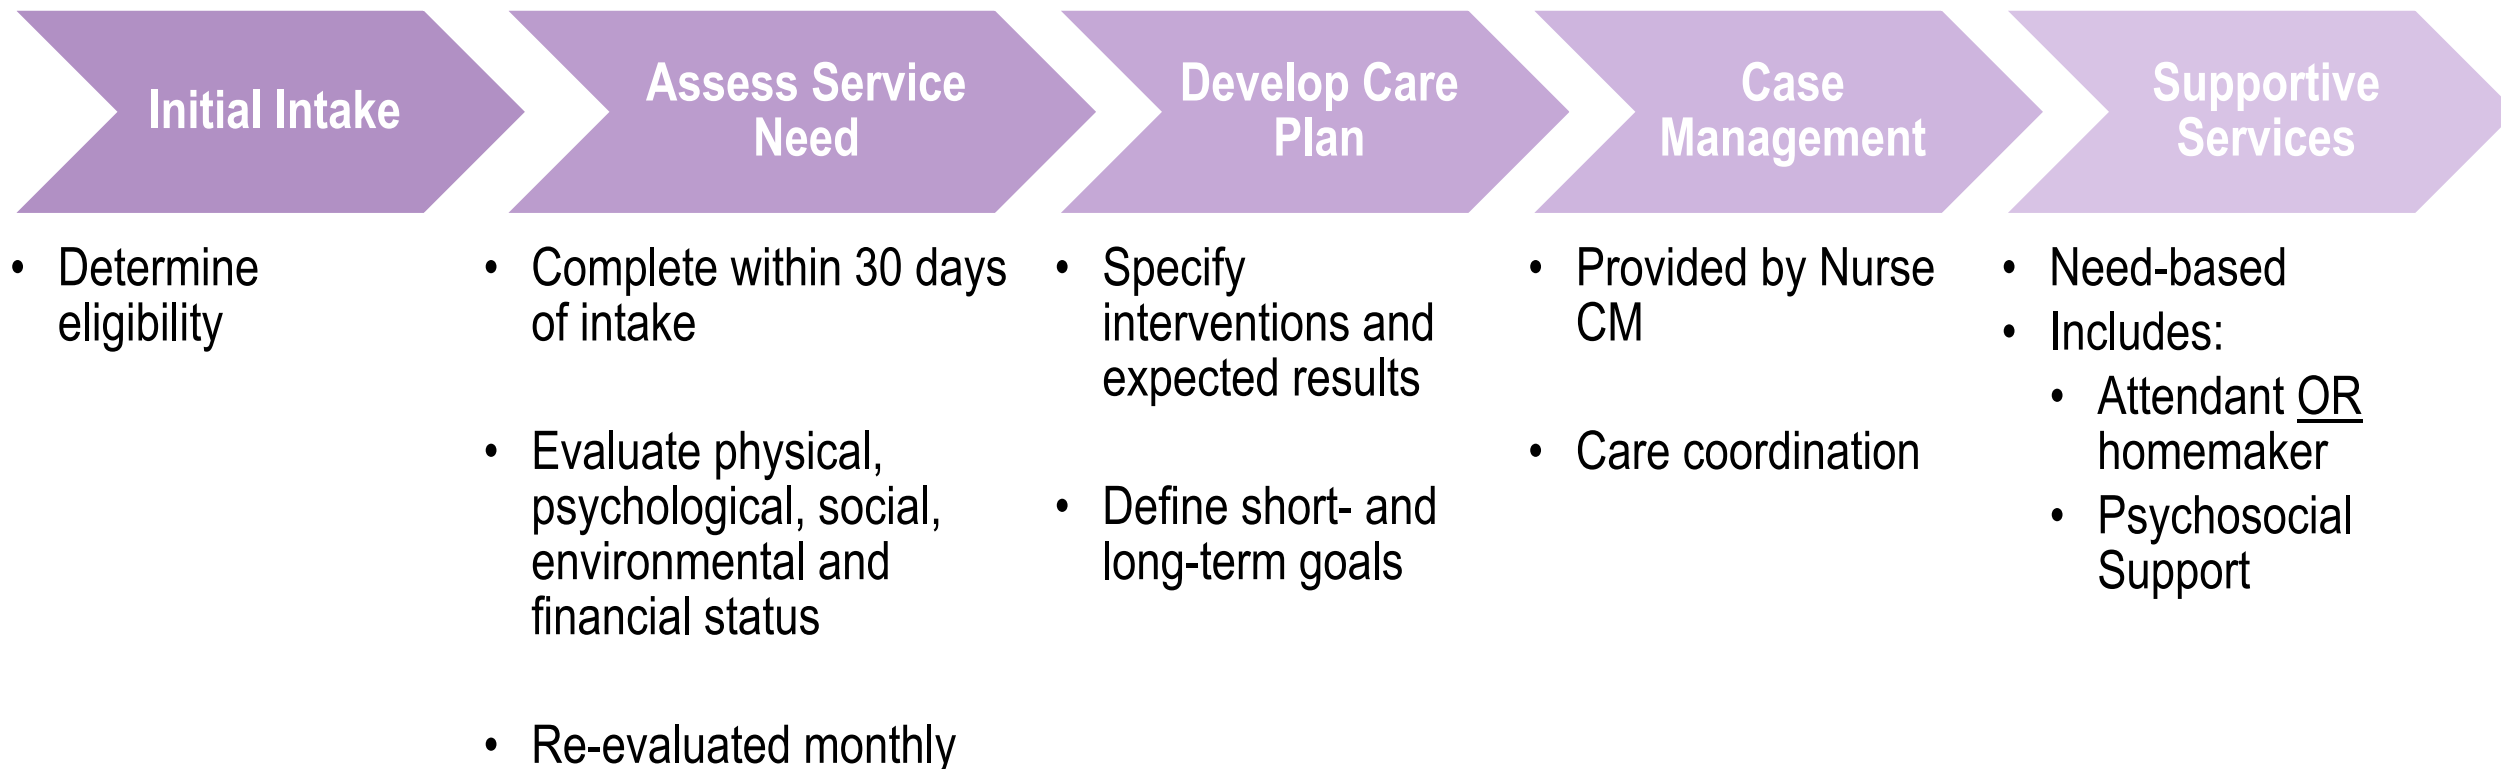 Initial Intake
Assess Service
Need
Develop Care
Plan
Case
Management
Supportive
Services
• Determine
eligibility
• Complete within 30 days
of intake
• Evaluate physical,
psychological, social,
environmental and
financial status
• Re-evaluated monthly
• Specify
interventions and
expected results
• Define short- and
long-term goals
• Provided by Nurse
CM
• Care coordination
• Need-based
• Includes:
• Attendant OR
homemaker
• Psychosocial
Support